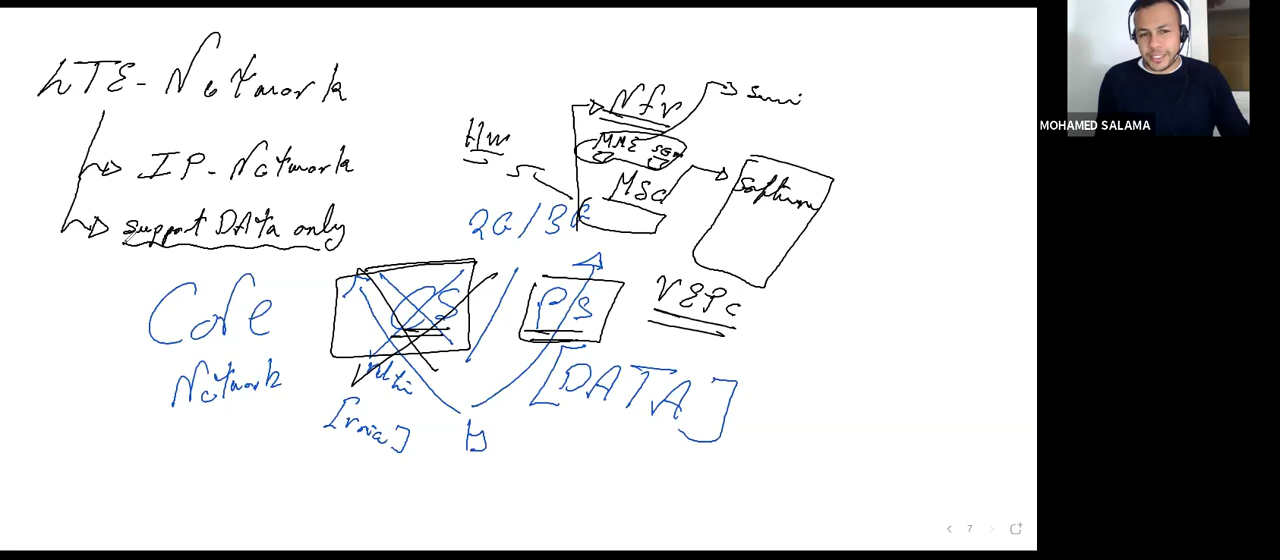 LTE-Network
IP-Network
support DATA only
Core
Network
Hw
NFV
MME SGw
MSC
Software
2G/3G
CS
PS
VEPC
[DATA]
7
MOHAMED SALAMA